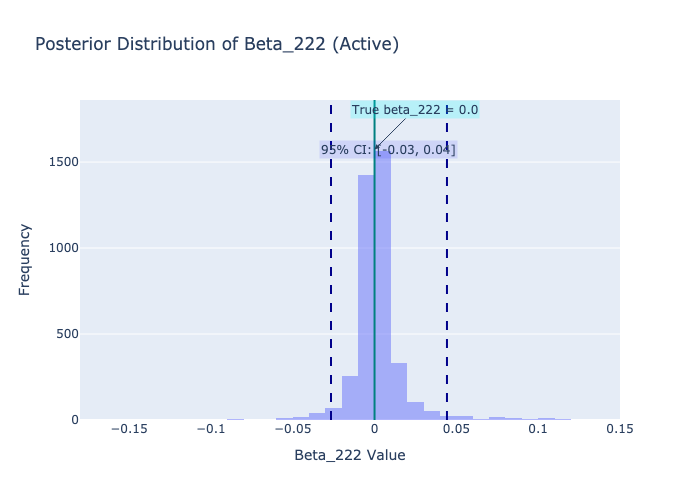 Posterior Distribution of Beta_222 (Active)
True beta_222 = 0.0
95% CI: [-0.03, 0.04]
1500
1000
500
0
−0.15
−0.1
−0.05
0
0.05
0.1
0.15
Frequency
Beta_222 Value